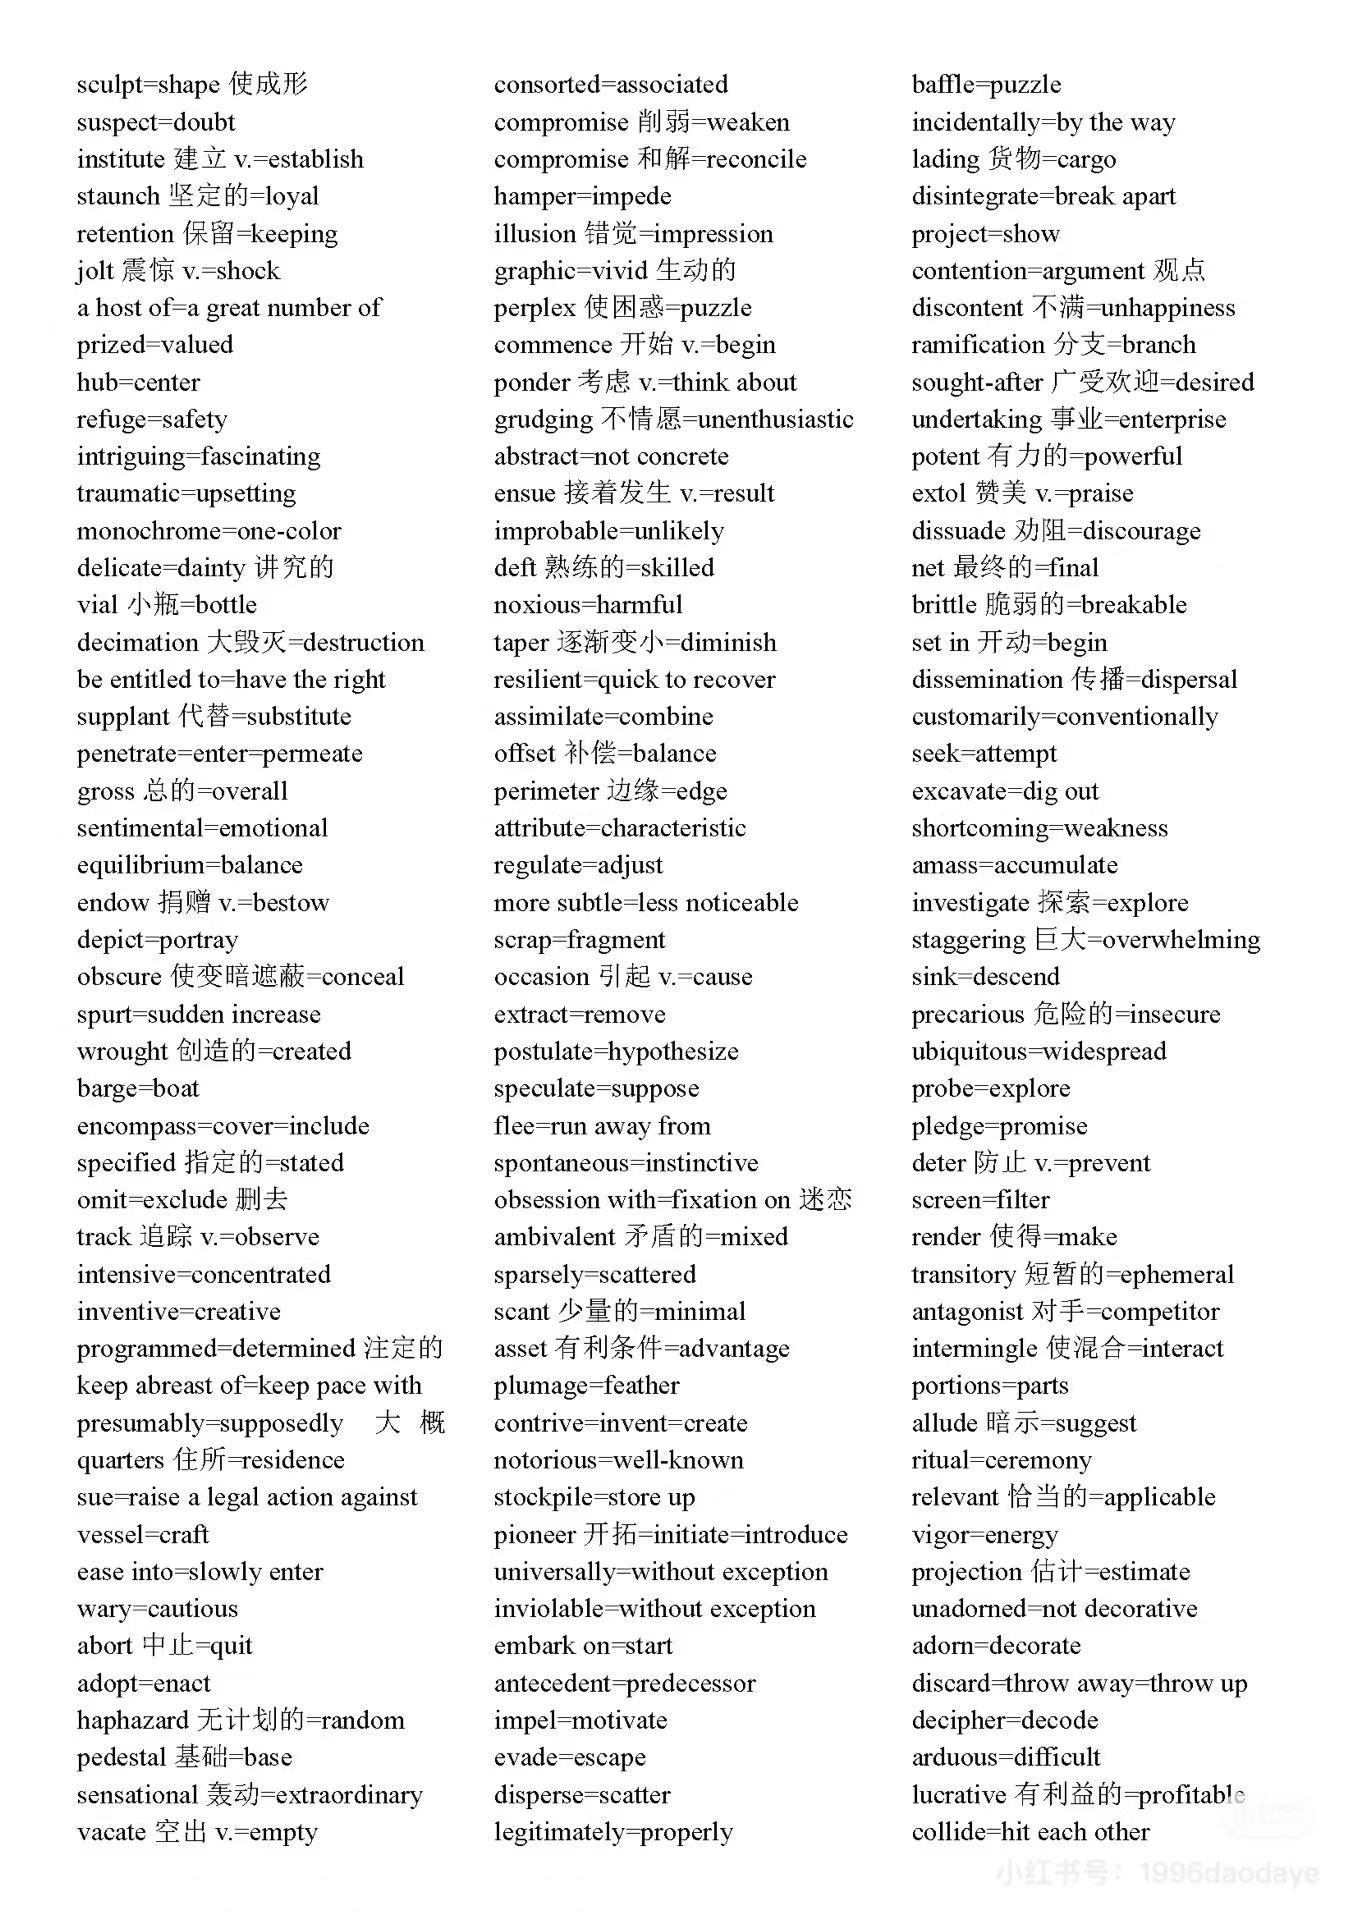 sculpt=shape 使成形
suspect=doubt
institute 建立 v.=establish
staunch 坚定的=loyal
retention 保留=keeping
jolt 震惊 v.=shock
a host of=a great number of
prized=valued
hub=center
refuge=safety
intriguing=fascinating
traumatic=upsetting
monochrome=one-color
delicate=dainty 讲究的
vial 小瓶=bottle
decimation 大毁灭=destruction
be entitled to=have the right
supplant 代替=substitute
penetrate=enter=permeate
gross 总的=overall
sentimental=emotional
equilibrium=balance
endow 捐赠 v.=bestow
depict=portray
obscure 使变暗遮蔽=conceal
spurt=sudden increase
wrought 创造的=created
barge=boat
encompass=cover=include
specified 指定的=stated
omit=exclude 删去
track 追踪 v.=observe
intensive=concentrated
inventive=creative
programmed=determined 注定的
keep abreast of=keep pace with
presumably=supposedly 大 概
quarters 住所=residence
sue=raise a legal action against
vessel=craft
ease into=slowly enter
wary=cautious
abort 中止=quit
adopt=enact
haphazard 无计划的=random
pedestal 基础=base
sensational 轰动=extraordinary
vacate 空出 v.=empty
consorted=associated
compromise 削弱=weaken
compromise 和解=reconcile
hamper=impede
illusion 错觉=impression
graphic=vivid 生动的
perplex 使困惑=puzzle
commence 开始 v.=begin
ponder 考虑 v.=think about
grudging 不情愿=unenthusiastic
abstract=not concrete
ensue 接着发生 v.=result
improbable=unlikely
deft 熟练的=skilled
noxious=harmful
taper 逐渐变小=diminish
resilient=quick to recover
assimilate=combine
offset 补偿=balance
perimeter 边缘=edge
attribute=characteristic
regulate=adjust
more subtle=less noticeable
scrap=fragment
occasion 引起 v.=cause
extract=remove
postulate=hypothesize
speculate=suppose
flee=run away from
spontaneous=instinctive
obsession with=fixation on 迷恋
ambivalent 矛盾的=mixed
sparsely=scattered
scant 少量的=minimal
asset 有利条件=advantage
plumage=feather
contrive=invent=create
notorious=well-known
stockpile=store up
pioneer 开拓=initiate=introduce
universally=without exception
inviolable=without exception
embark on=start
antecedent=predecessor
impel=motivate
evade=escape
disperse=scatter
legitimately=properly
baffle=puzzle
incidentally=by the way
lading 货物=cargo
disintegrate=break apart
project=show
contention=argument 观点
discontent 不满=unhappiness
ramification 分支=branch
sought-after 广受欢迎=desired
undertaking 事业=enterprise
potent 有力的=powerful
extol 赞美 v.=praise
dissuade 劝阻=discourage
net 最终的=final
brittle 脆弱的=breakable
set in 开动=begin
dissemination 传播=dispersal
customarily=conventionally
seek=attempt
excavate=dig out
shortcoming=weakness
amass=accumulate
investigate 探索=explore
staggering 巨大=overwhelming
sink=descend
precarious 危险的=insecure
ubiquitous=widespread
probe=explore
pledge=promise
deter 防止 v.=prevent
screen=filter
render 使得=make
transitory 短暂的=ephemeral
antagonist 对手=competitor
intermingle 使混合=interact
portions=parts
allude 暗示=suggest
ritual=ceremony
relevant 恰当的=applicable
vigor=energy
projection 估计=estimate
unadorned=not decorative
adorn=decorate
discard=throw away=throw up
decipher=decode
arduous=difficult
lucrative 有利益的=profitable
collide=hit each other
小红书号：1996daodaye